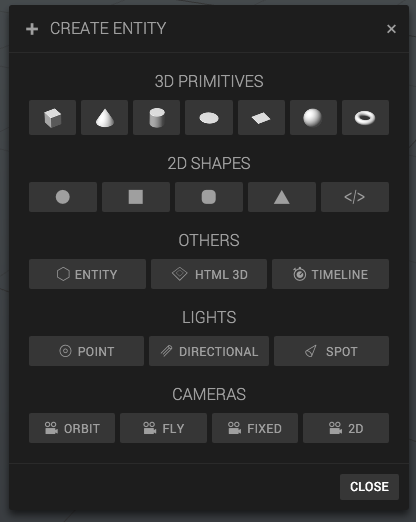 CREATE ENTITY
3D PRIMITIVES
2D SHAPES
</>
OTHERS
ENTITY HTML 3D TIMELINE
LIGHTS
POINT DIRECTIONAL SPOT
CAMERAS
ORBIT FLY FIXED 2D
CLOSE